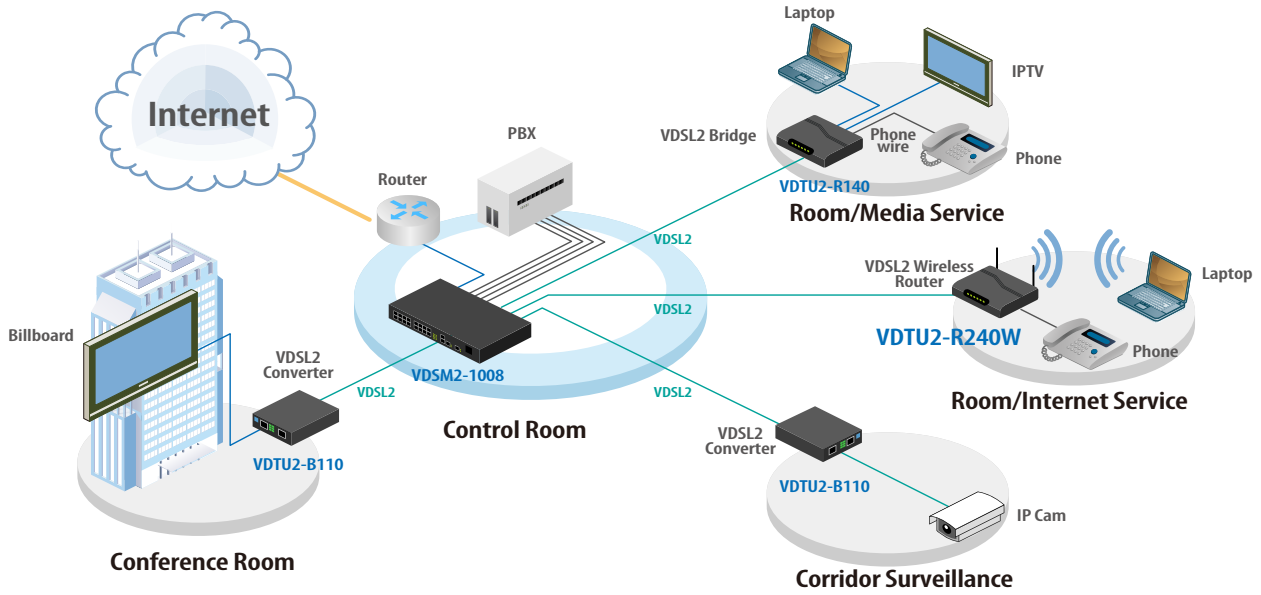 Laptop
IPTV
Internet
PBX
VDSL2 Bridge
Phone
wire
Phone
Router
VDTU2-R140
Room/Media Service
VDSL2
VDSL2 Wireless
Router
Laptop
VDSL2
Billboard
VDTU2-R240W
Phone
VDSL2
Converter
VDSM2-1008
VDSL2
VDSL2
Room/Internet Service
Control Room
VDSL2
Converter
VDTU2-B110
VDTU2-B110
IP Cam
Conference Room
Corridor Surveillance